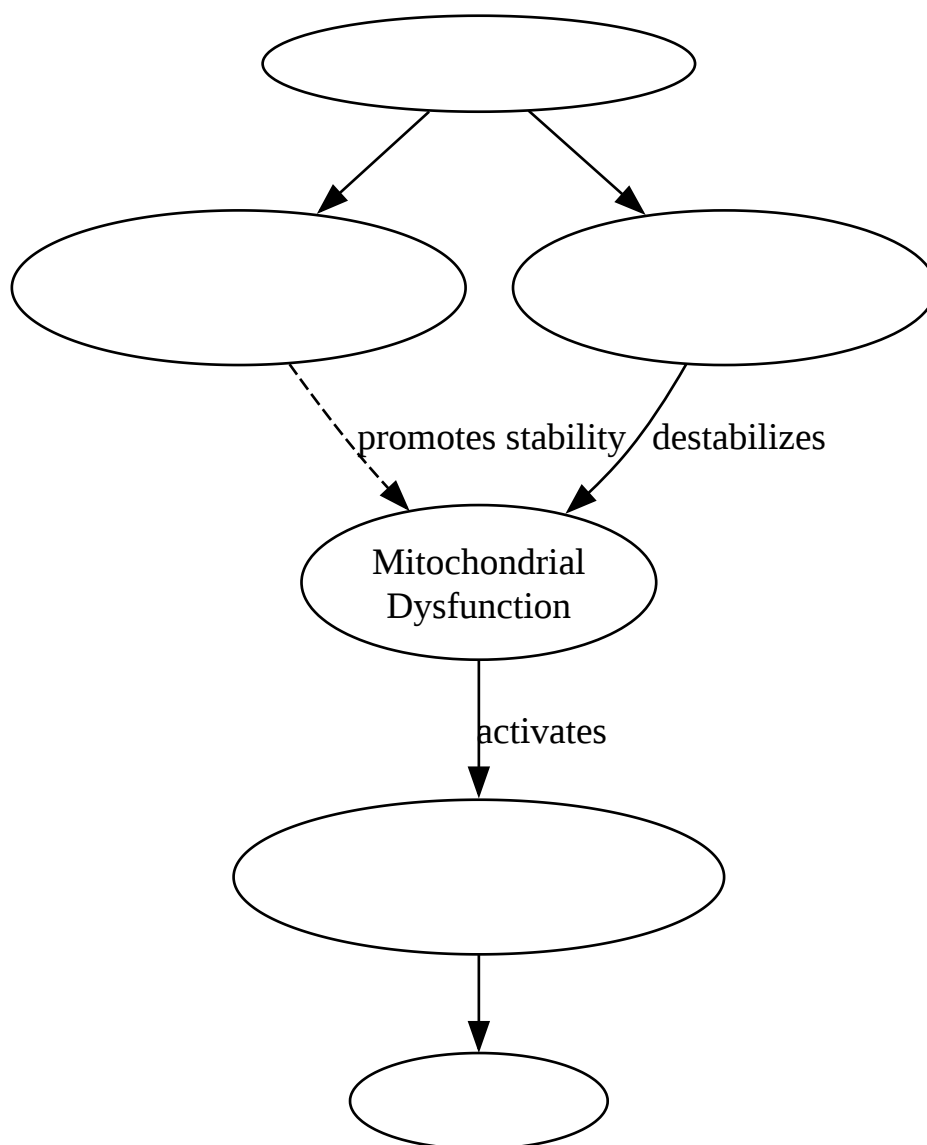 promotes stability
destabilizes
Mitochondrial
Dysfunction
activates